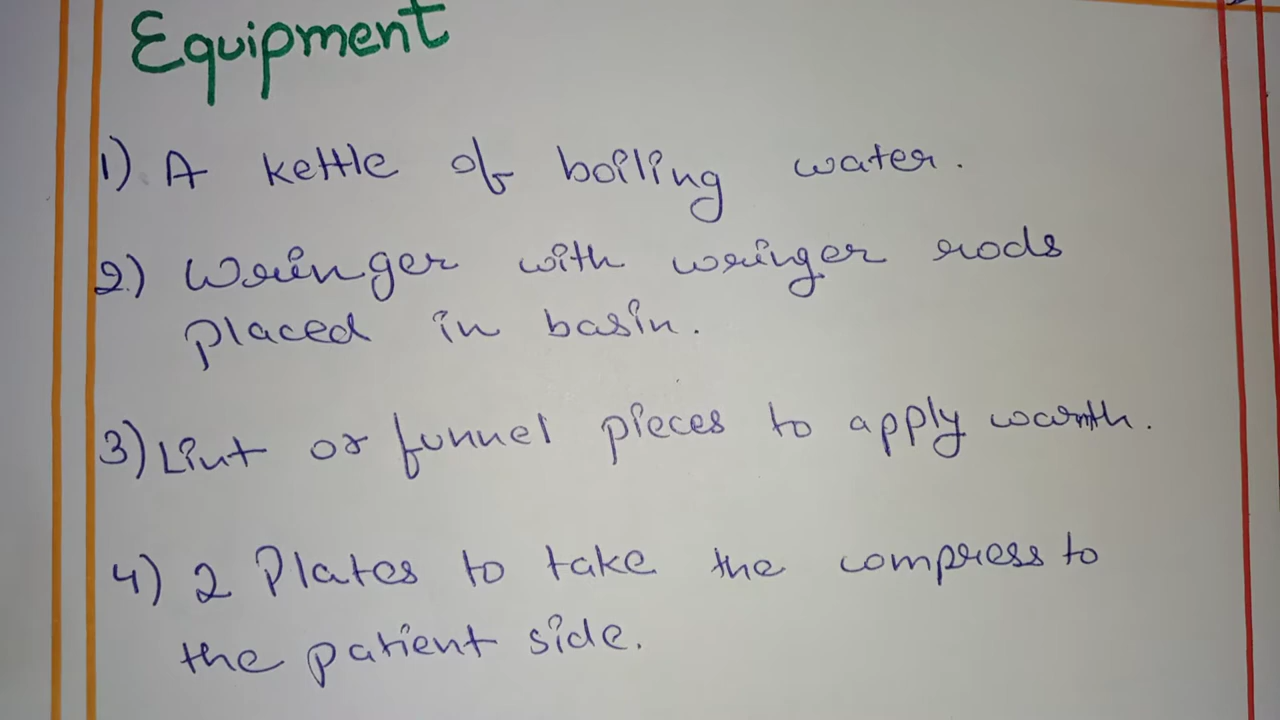 Equipment
1) A kettle of boiling water.
2) Wringer with wringer rods
placed in basin.
3) Lint or funnel pieces to apply warmth.
4) 2 Plates to take the compress to
the patient side.